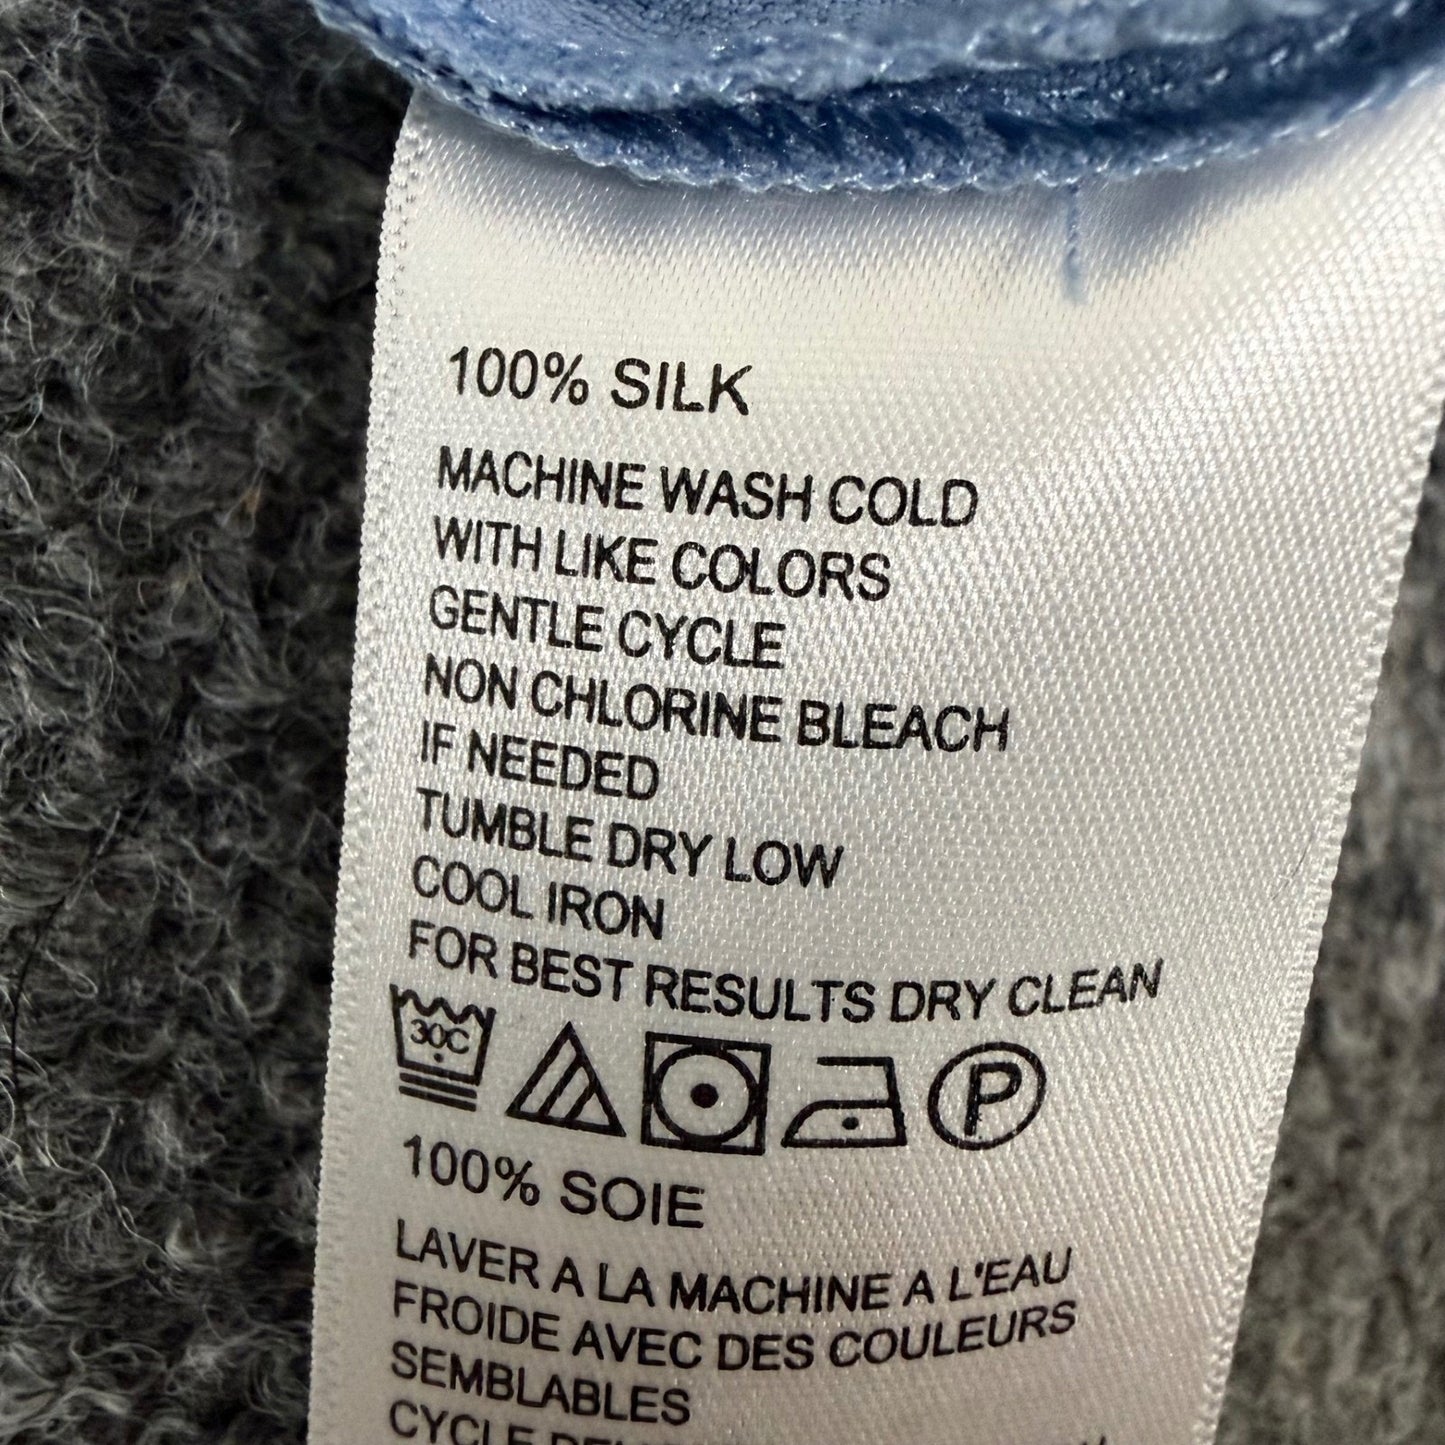 100% SILK
MACHINE WASH COLD
WITH LIKE COLORS
GENTLE CYCLE
NON CHLORINE BLEACH
IF NEEDED
TUMBLE DRY LOW
COOL IRON
FOR BEST RESULTS DRY CLEAN
30C P
100% SOIE
LAVER A LA MACHINE A L'EAU
FROIDE AVEC DES COULEURS
SEMBLABLES
CYCLE